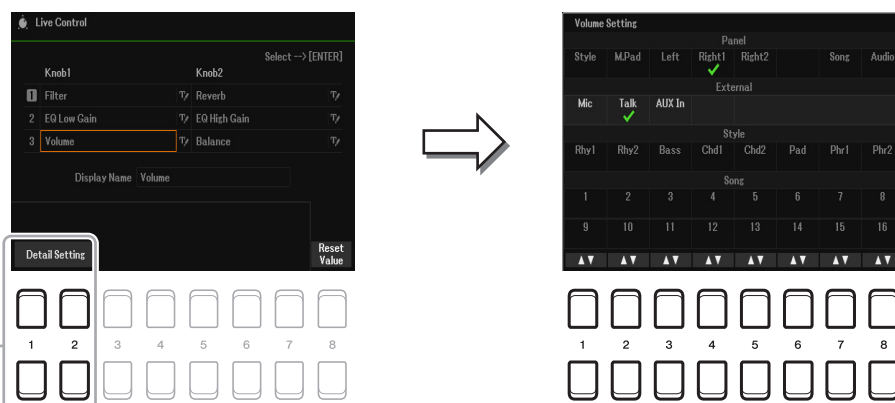 Live Control
Select --> [ENTER]
Knob1 Knob2
1 Filter Reverb
2 EQ Low Gain EQ High Gain
3 Volume Balance
Display Name Volume
Detail Setting
Reset
Value
1 2 3 4 5 6 7 8
Volume Setting
Panel
Style M.Pad Left Right1 Right2 Song Audio
External
Mic Talk AUX In
Style
Rhy1 Rhy2 Bass Chd1 Chd2 Pad Phr1 Phr2
Song
1 2 3 4 5 6 7 8
9 10 11 12 13 14 15 16
1 2 3 4 5 6 7 8